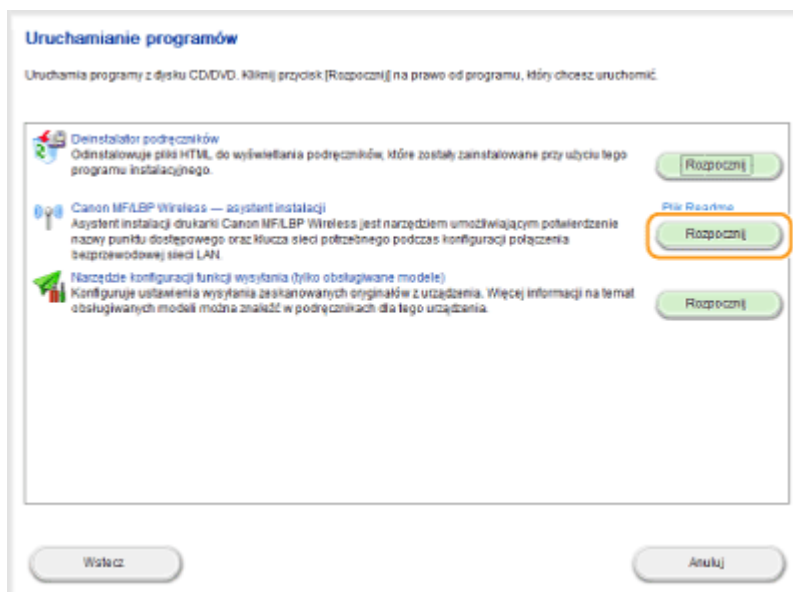 Uruchamianie programów
Uruchamia programy z dysku CD/DVD. Kliknij przycisk [Rozpocznij] na prawo od programu, który chcesz uruchomić.
Deinstalator podręczników
Odinstalowuje pliki HTML, do wyświetlania podręczników, które zostały zainstalowane przy użyciu tego
programu instalacyjnego.
Rozpocznij
Canon MF/LBP Wireless — asystent instalacji
Plik Readme
Asystent instalacji drukarki Canon MF/LBP Wireless jest narzędziem umożliwiającym potwierdzenie
nazwy punktu dostępowego oraz klucza sieci potrzebnego podczas konfiguracji połączenia
bezprzewodowej sieci LAN.
Rozpocznij
Narzędzie konfiguracji funkcji wysyłania (tylko obsługiwane modele)
Konfiguruje ustawienia wysyłania zeskanowanych oryginałów z urządzenia. Więcej informacji na temat
obsługiwanych modeli można znaleźć w podręcznikach dla tego urządzenia.
Rozpocznij
Wstecz
Anuluj